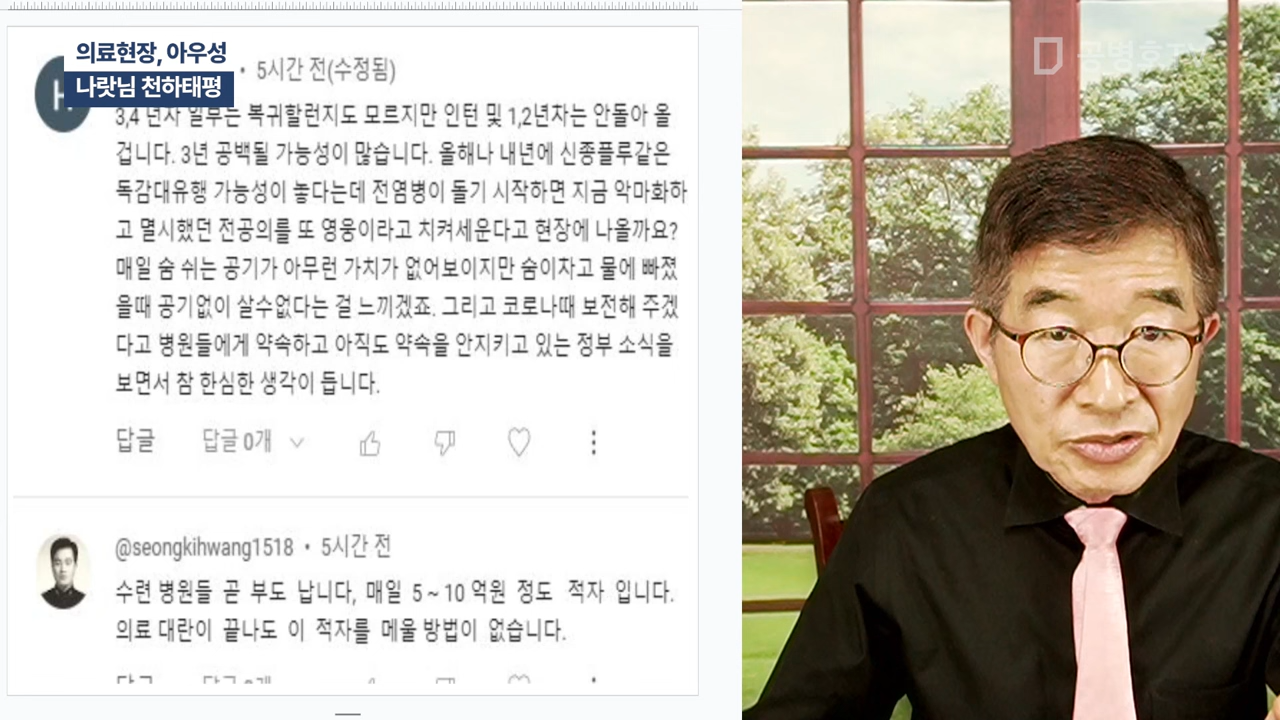 의료현장, 아우성
나랏님 천하태평
• 5시간 전(수정됨)
3,4 년차 일부는 복귀할런지도 모르지만 인턴 및 1,2년차는 안돌아 올
겁니다. 3년 공백될 가능성이 많습니다. 올해나 내년에 신종플루같은
독감대유행 가능성이 놓다는데 전염병이 돌기 시작하면 지금 악마화하
고 멸시했던 전공의를 또 영웅이라고 치켜세운다고 현장에 나올까요?
매일 숨 쉬는 공기가 아무런 가치가 없어보이지만 숨이차고 물에 빠졌
을때 공기없이 살수없다는 걸 느끼겠죠. 그리고 코로나때 보전해 주겠
다고 병원들에게 약속하고 아직도 약속을 안지키고 있는 정부 소식을
보면서 참 한심한 생각이 듭니다.
답글 답글 0개
@seongkihwang1518 • 5시간 전
수련 병원들 곧 부도 납니다, 매일 5 ~ 10 억원 정도 적자 입니다.
의료 대란이 끝나도 이 적자를 메울 방법이 없습니다.
공병호TV